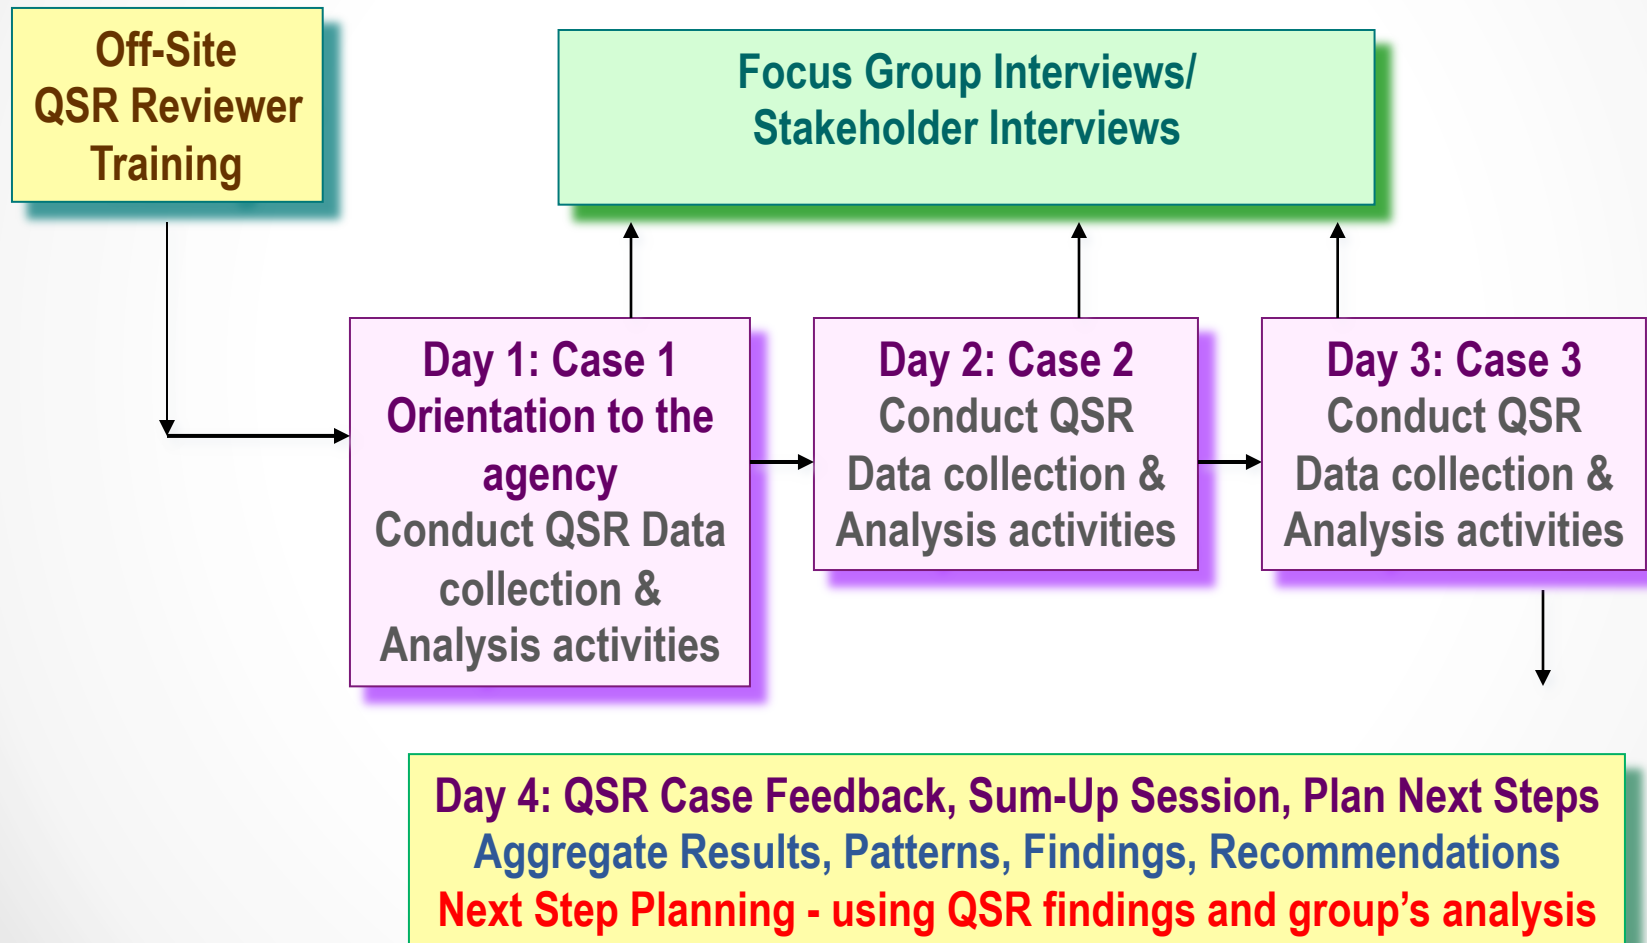 Off-Site
QSR Reviewer
Training
Focus Group Interviews/
Stakeholder Interviews
Day 1: Case 1
Orientation to the
agency
Conduct QSR Data
collection &
Analysis activities
Day 2: Case 2
Conduct QSR
Data collection &
Analysis activities
Day 3: Case 3
Conduct QSR
Data collection &
Analysis activities
Day 4: QSR Case Feedback, Sum-Up Session, Plan Next Steps
Aggregate Results, Patterns, Findings, Recommendations
Next Step Planning - using QSR findings and group’s analysis